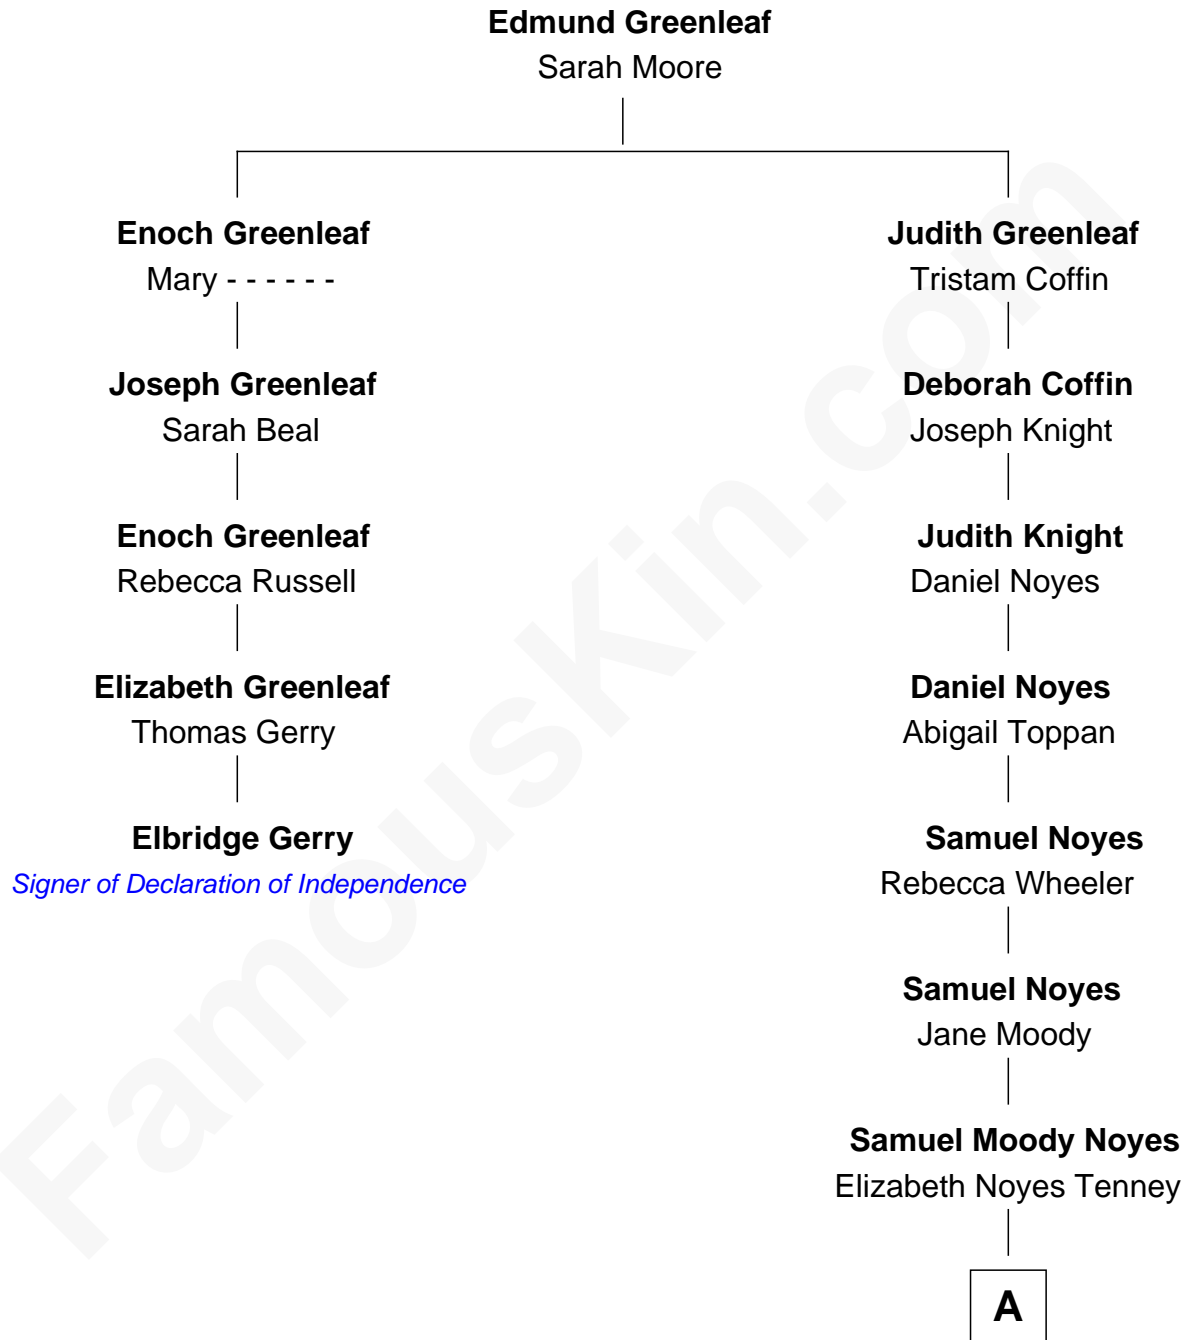 Edmund Greenleaf
Sarah Moore
Enoch Greenleaf
Mary - - - - - -
Joseph Greenleaf
Sarah Beal
Enoch Greenleaf
Rebecca Russell
Elizabeth Greenleaf
Thomas Gerry
Elbridge Gerry
Signer of Declaration of Independence
Judith Greenleaf
Tristam Coffin
Deborah Coffin
Joseph Knight
Judith Knight
Daniel Noyes
Daniel Noyes
Abigail Toppan
Samuel Noyes
Rebecca Wheeler
Samuel Noyes
Jane Moody
Samuel Moody Noyes
Elizabeth Noyes Tenney
A
FamousKin.com